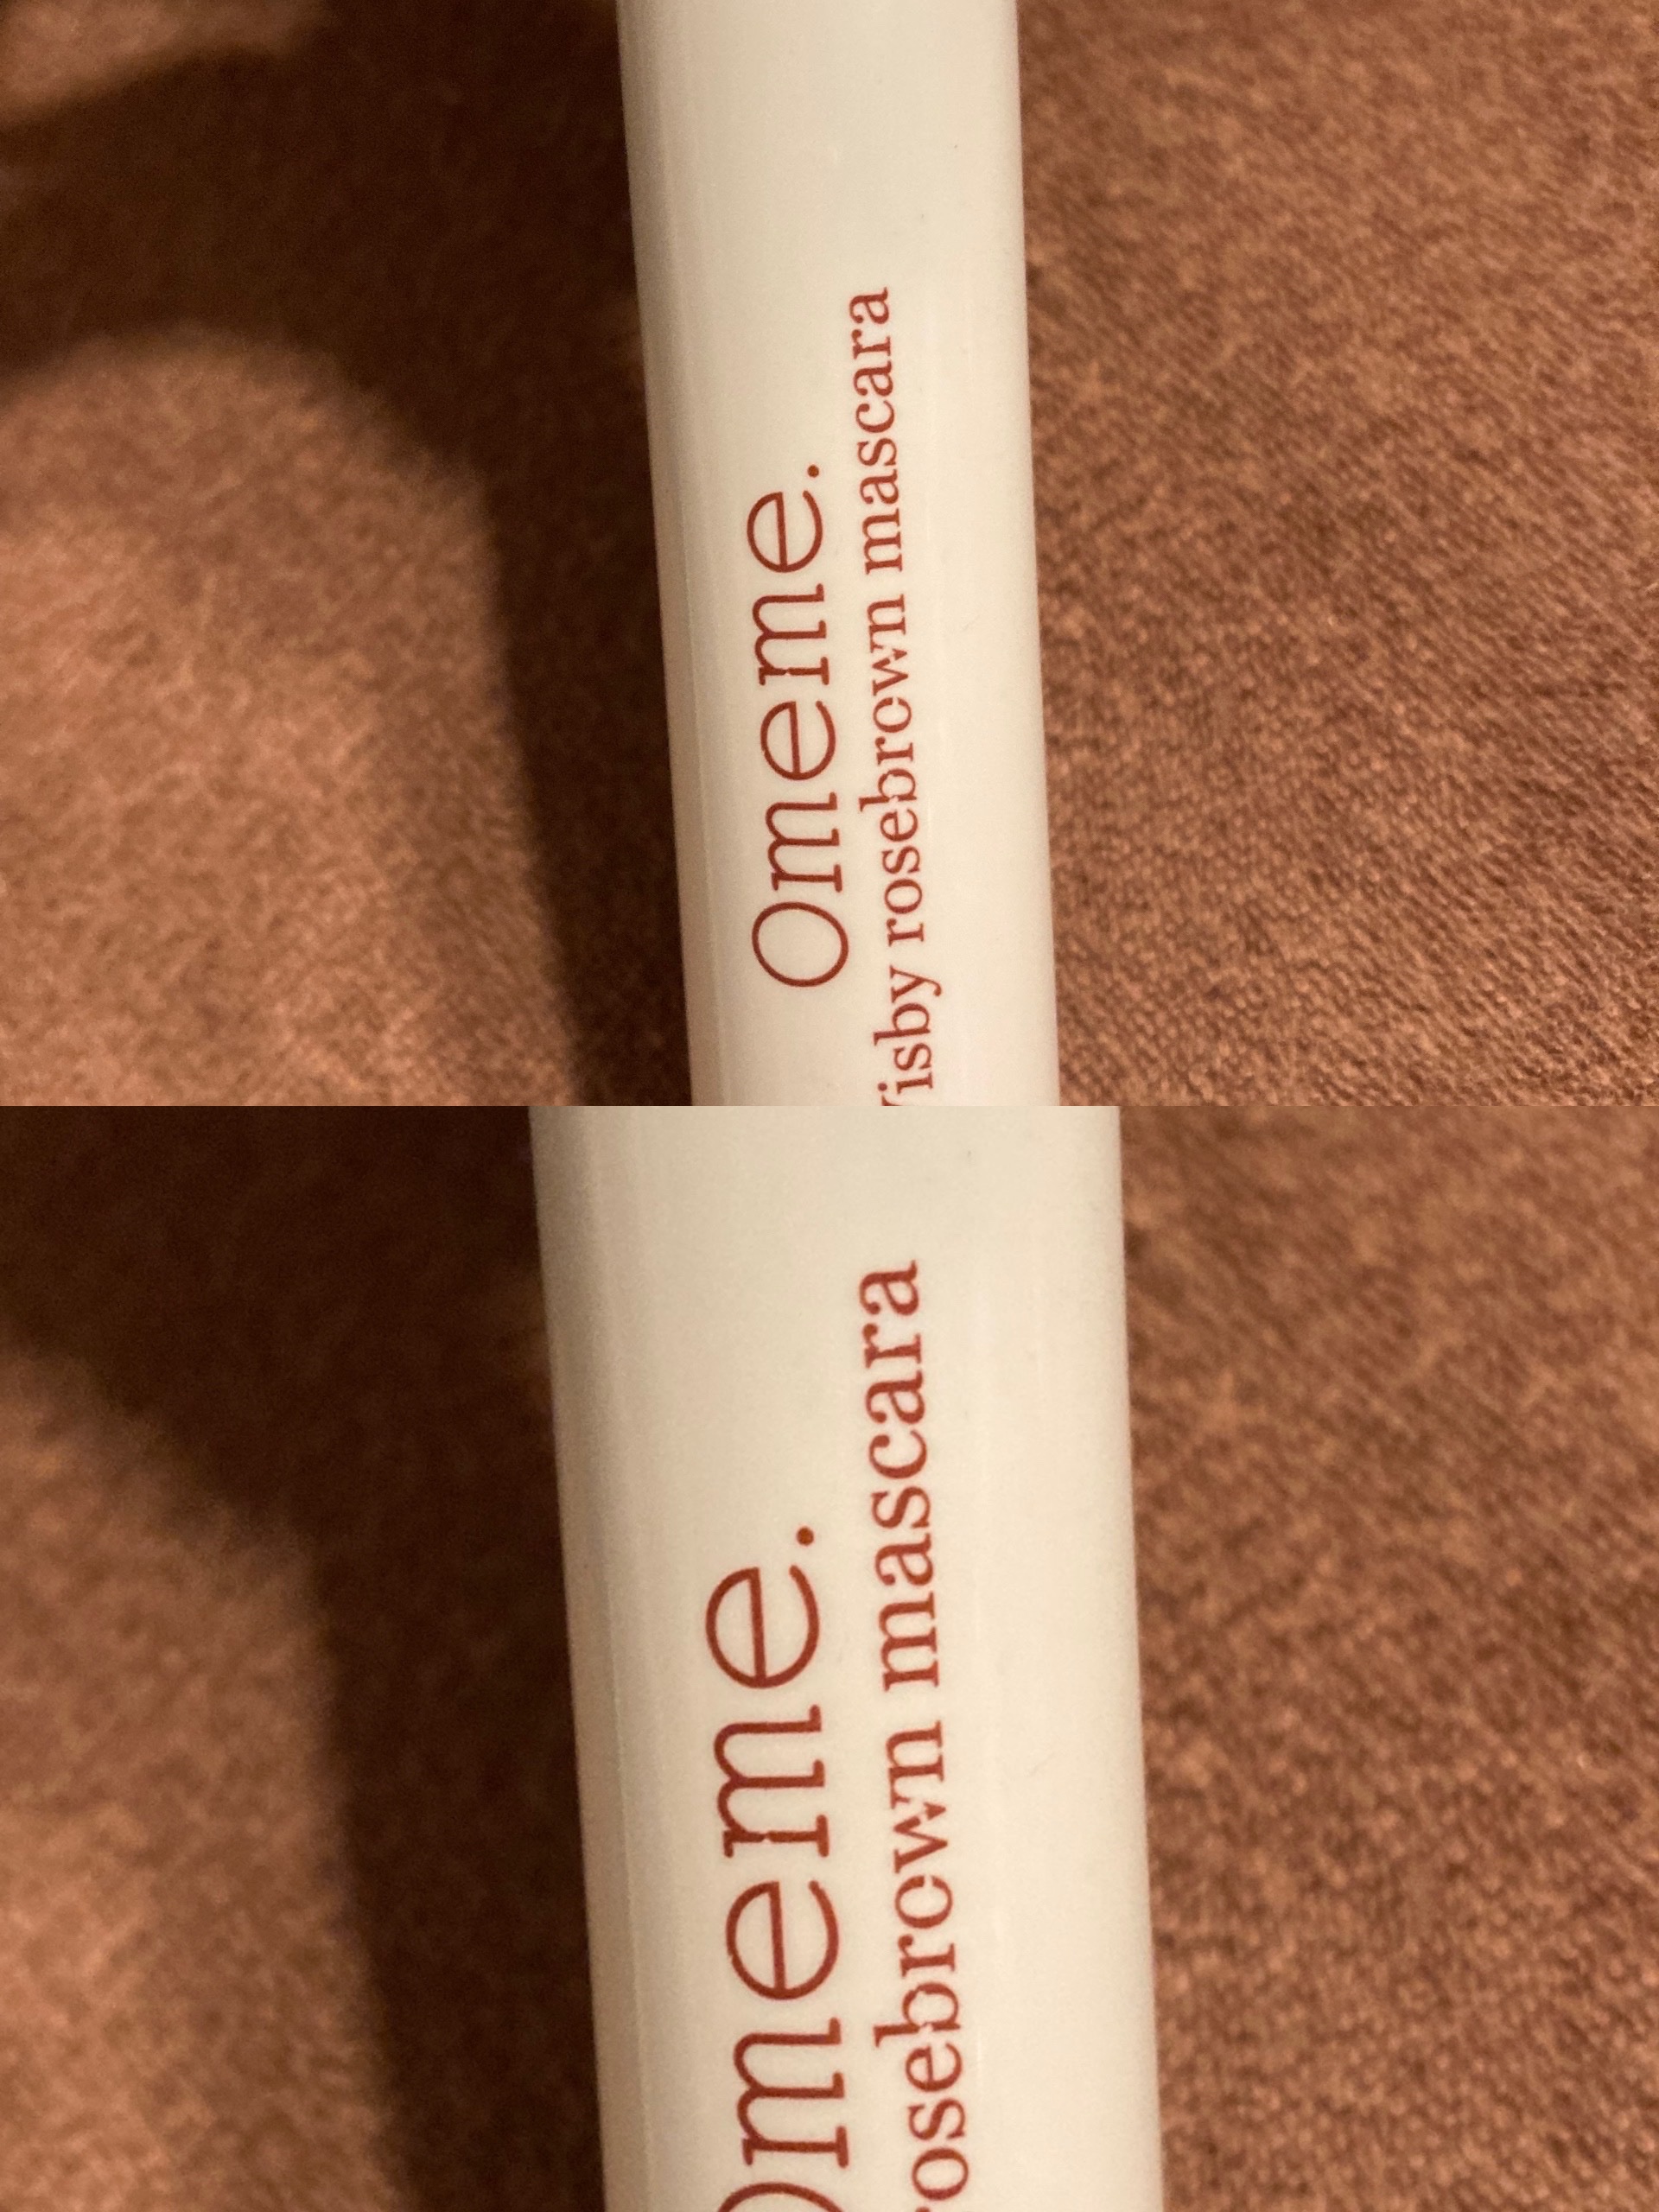 Omeme.
Visby rosebrown mascara
Omeme.
rosebrown mascara